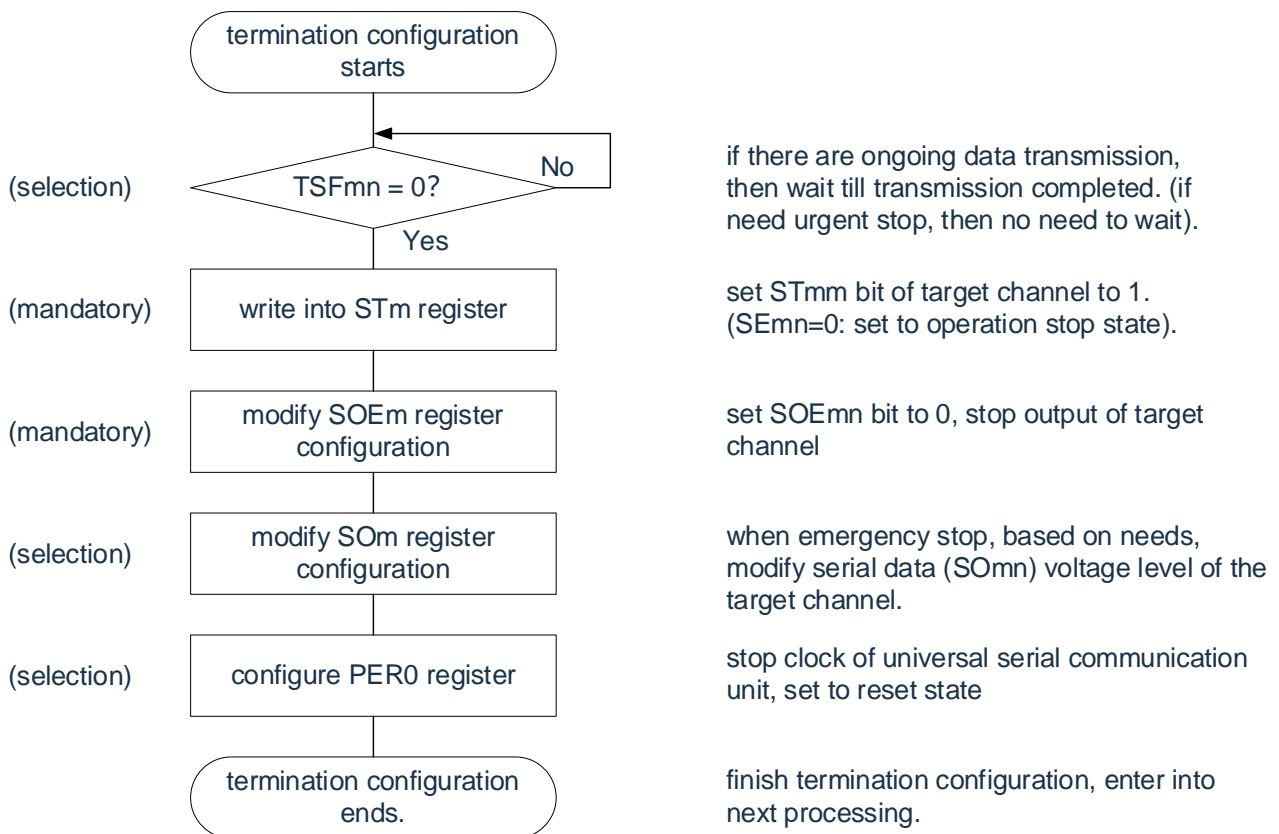 termination configuration
starts
No
if there are ongoing data transmission,
(selection)
TSFmn = 0?
then wait till transmission completed. (if
need urgent stop, then no need to wait).
Yes
(mandatory)
write into STm register
set STmm bit of target channel to 1.
(SEmn=0: set to operation stop state).
(mandatory)
modify SOEm register
configuration
set SOEmn bit to 0, stop output of target
channel
(selection)
modify SOm register
configuration
when emergency stop, based on needs,
modify serial data (SOmn) voltage level of the
target channel.
(selection)
configure PER0 register
stop clock of universal serial communication
unit, set to reset state
termination configuration
ends.
finish termination configuration, enter into
next processing.